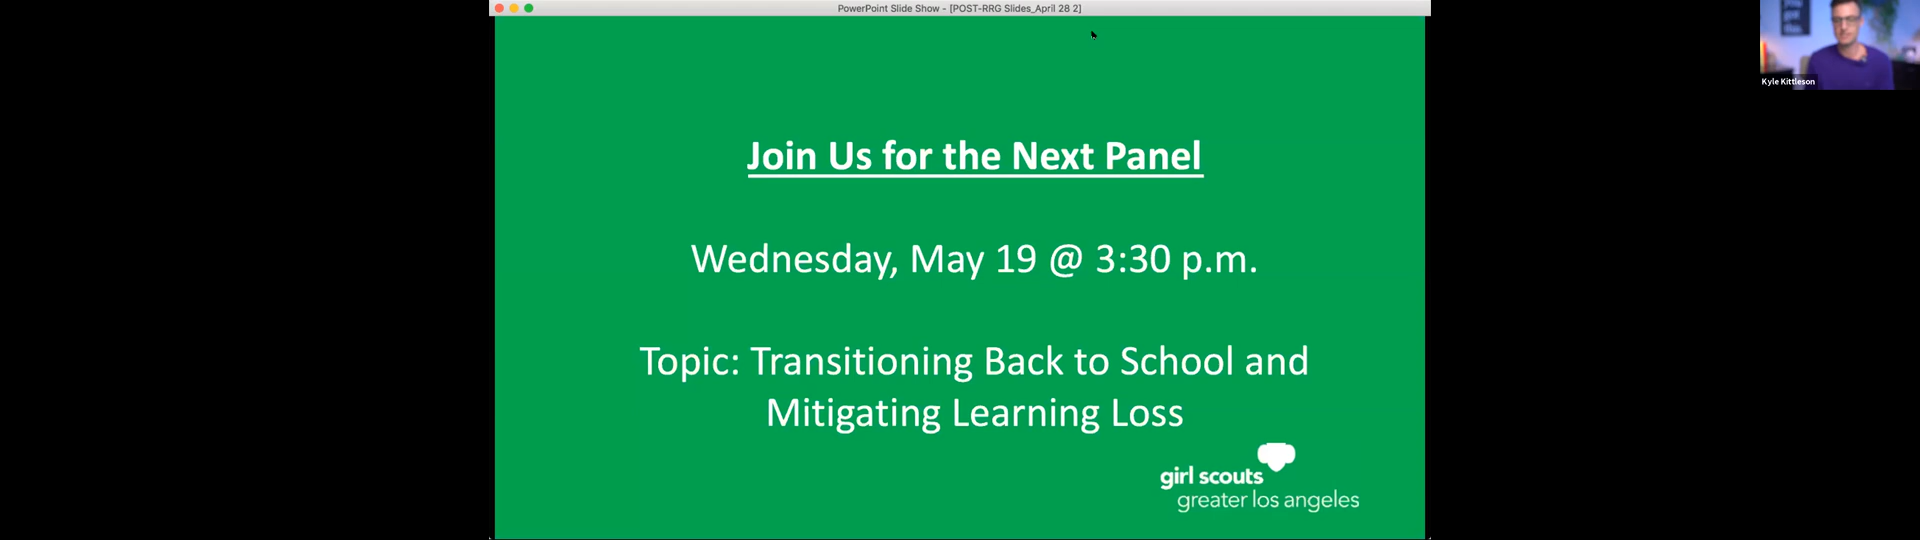 PowerPoint Slide Show - [POST-RRG Slides_April 28 2]
Join Us for the Next Panel
Wednesday, May 19 @ 3:30 p.m.
Topic: Transitioning Back to School and
Mitigating Learning Loss
girl scouts
greater los angeles
Kyle Kittleson